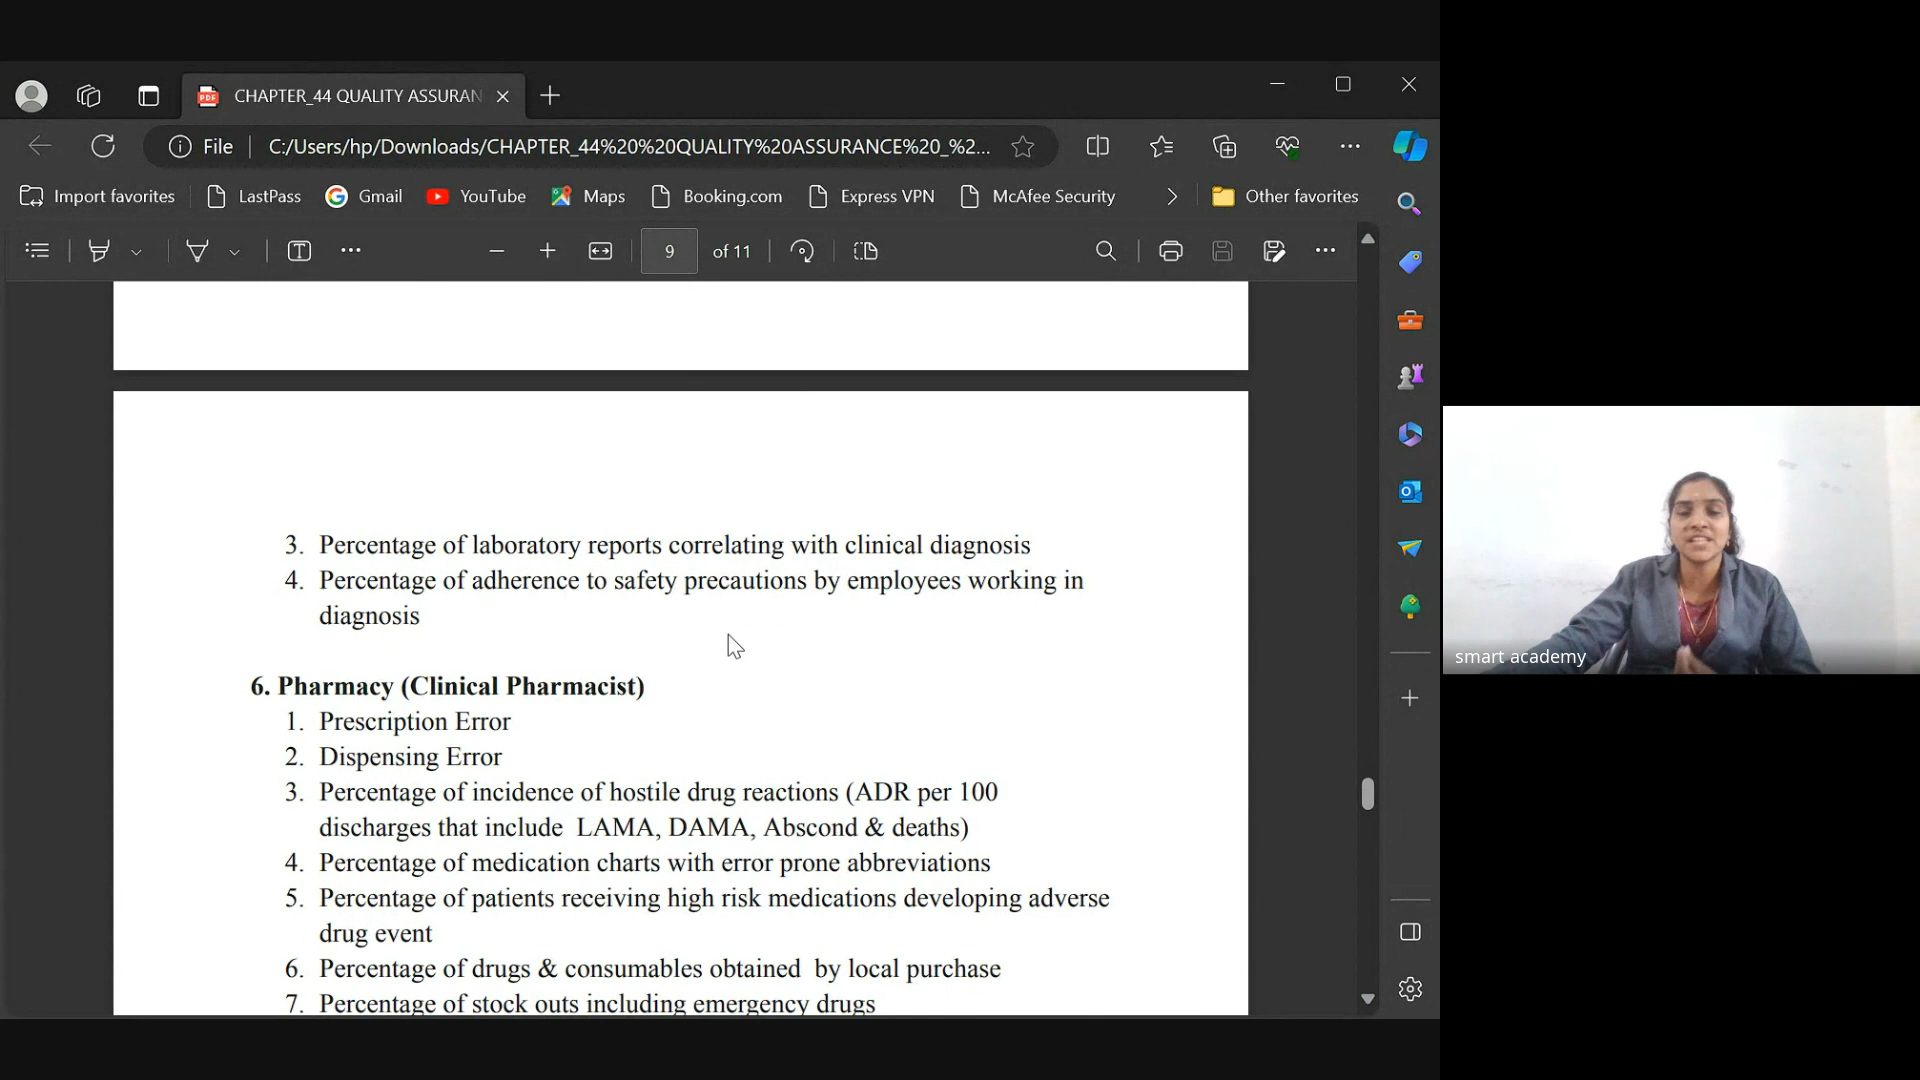 CHAPTER_44 QUALITY ASSURAN
File
C:/Users/hp/Downloads/CHAPTER_44%20%20QUALITY%20ASSURANCE%20_%2...
Import favorites
LastPass
Gmail
YouTube
Maps
Booking.com
Express VPN
McAfee Security
Other favorites
9 of 11
3. Percentage of laboratory reports correlating with clinical diagnosis
4. Percentage of adherence to safety precautions by employees working in
diagnosis
6. Pharmacy (Clinical Pharmacist)
1. Prescription Error
2. Dispensing Error
3. Percentage of incidence of hostile drug reactions (ADR per 100
discharges that include LAMA, DAMA, Abscond & deaths)
4. Percentage of medication charts with error prone abbreviations
5. Percentage of patients receiving high risk medications developing adverse
drug event
6. Percentage of drugs & consumables obtained by local purchase
7. Percentage of stock outs including emergency drugs
smart academy